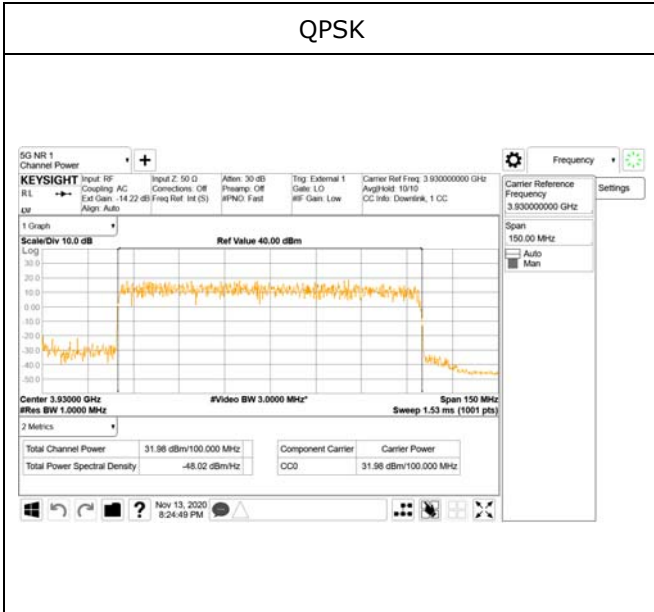 QPSK
5G NR 1
Channel Power
+
Frequency
KEYSIGHT
Input: RF
Input Z: 50 Ω
Atten: 30 dB
Trig: External 1
Carrier Ref Freq: 3.930000000 GHz
RL
Coupling: AC
Corrections: Off
Preamp: Off
Gate: LO
Avg|Hold: 10/10
Ext Gain: -14.22 dB
Freq Ref: Int (S)
#PNO: Fast
#IF Gain: Low
CC Info: Downlink, 1 CC
Align: Auto
Carrier Reference
Frequency
3.930000000 GHz
Settings
Span
150.00 MHz
Auto
Man
1 Graph
Scale/Div 10.0 dB
Ref Value 40.00 dBm
Log
30.0
20.0
10.0
0.00
-10.0
-20.0
-30.0
-40.0
-50.0
Center 3.93000 GHz
#Video BW 3.0000 MHz*
Span 150 MHz
#Res BW 1.0000 MHz
Sweep 1.53 ms (1001 pts)
2 Metrics
Total Channel Power
31.98 dBm/100.000 MHz
Component Carrier
Carrier Power
Total Power Spectral Density
-48.02 dBm/Hz
CC0
31.98 dBm/100.000 MHz
?
Nov 13, 2020
8:24:49 PM